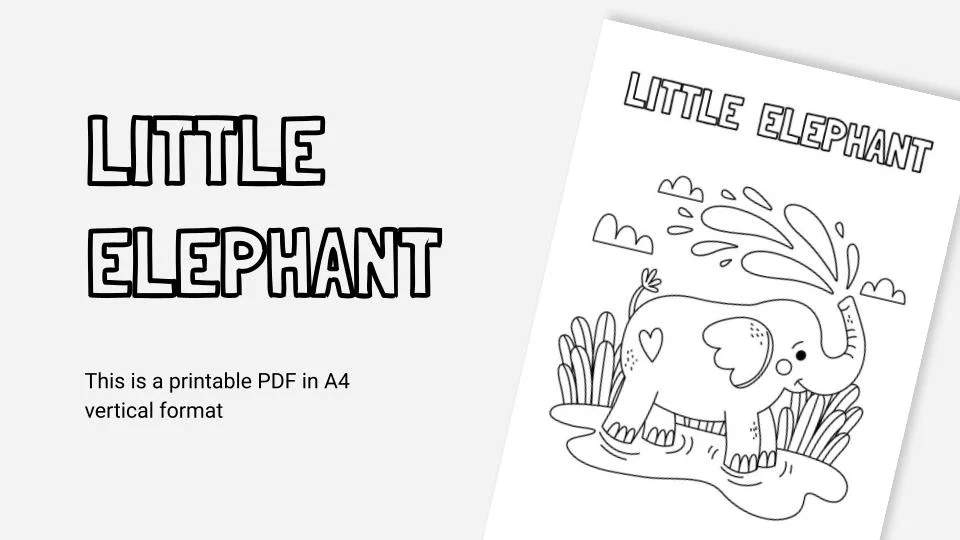 LITTLE
ELEPHANT
This is a printable PDF in A4
vertical format
LITTLE ELEPHANT